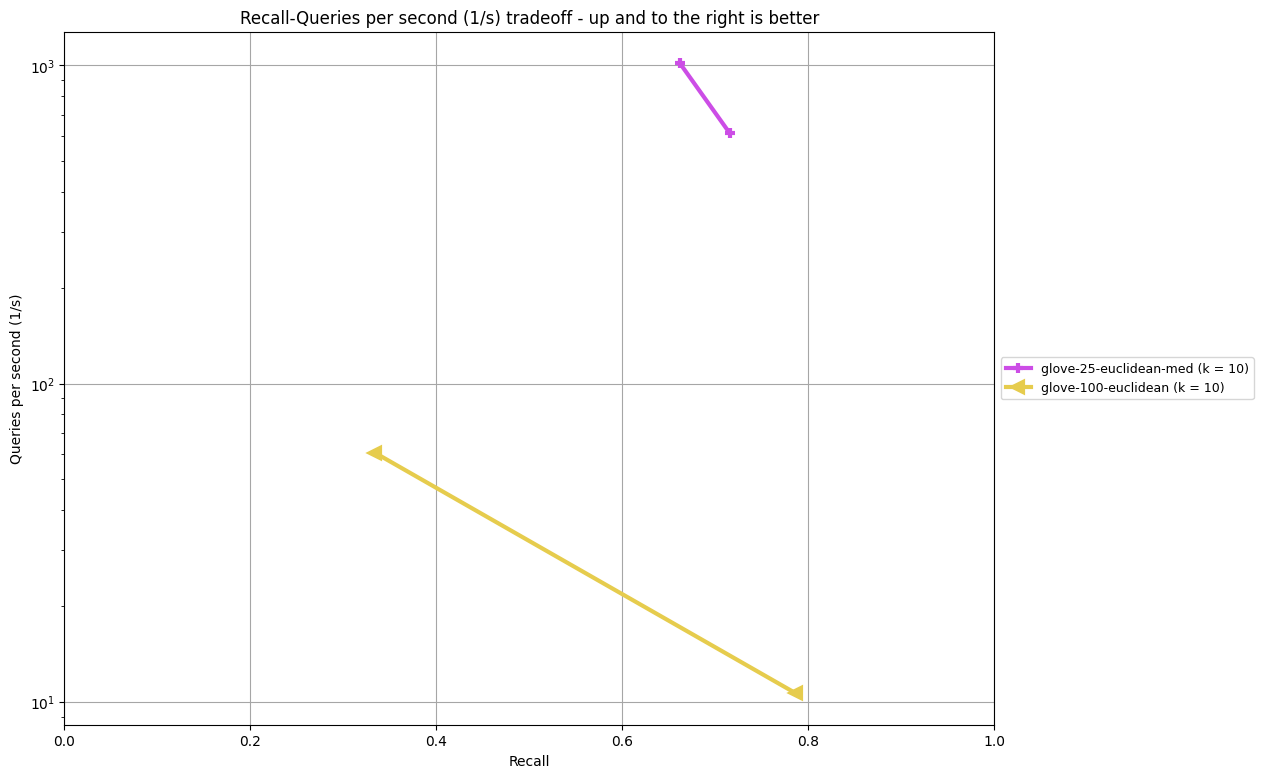 Recall-Queries per second (1/s) tradeoff - up and to the right is better
10³
10²
10¹
Queries per second (1/s)
0.0 0.2 0.4 0.6 0.8 1.0
Recall
glove-25-euclidean-med (k = 10)
glove-100-euclidean (k = 10)